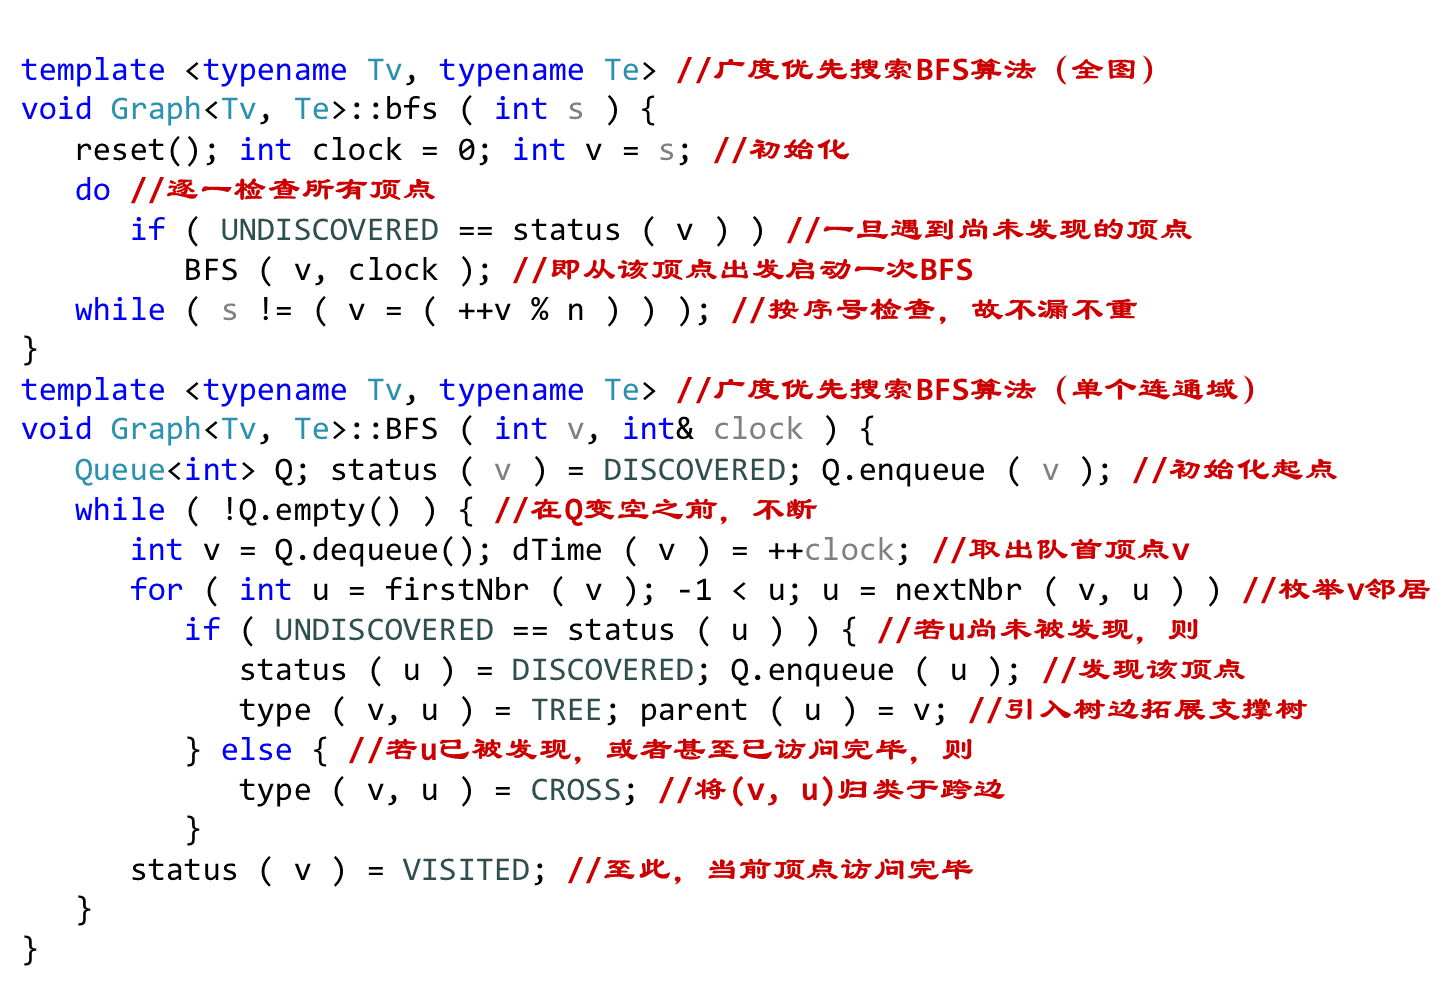 template <typename Tv, typename Te> //广度优先搜索BFS算法（全图）
void Graph<Tv, Te>::bfs ( int s ) {
   reset(); int clock = 0; int v = s; //初始化
   do //逐一检查所有顶点
      if ( UNDISCOVERED == status ( v ) ) //一旦遇到尚未发现的顶点
         BFS ( v, clock ); //即从该顶点出发启动一次BFS
   while ( s != ( v = ( ++v % n ) ) ); //按序号检查，故不漏不重
}
template <typename Tv, typename Te> //广度优先搜索BFS算法（单个连通域）
void Graph<Tv, Te>::BFS ( int v, int& clock ) {
   Queue<int> Q; status ( v ) = DISCOVERED; Q.enqueue ( v ); //初始化起点
   while ( !Q.empty() ) { //在Q变空之前，不断
      int v = Q.dequeue(); dTime ( v ) = ++clock; //取出队首顶点v
      for ( int u = firstNbr ( v ); -1 < u; u = nextNbr ( v, u ) ) //枚举v邻居
         if ( UNDISCOVERED == status ( u ) ) { //若u尚未被发现，则
            status ( u ) = DISCOVERED; Q.enqueue ( u ); //发现该顶点
            type ( v, u ) = TREE; parent ( u ) = v; //引入树边拓展支撑树
         } else { //若u已被发现，或者甚至已访问完毕，则
            type ( v, u ) = CROSS; //将(v, u)归类于跨边
         }
      status ( v ) = VISITED; //至此，当前顶点访问完毕
   }
}